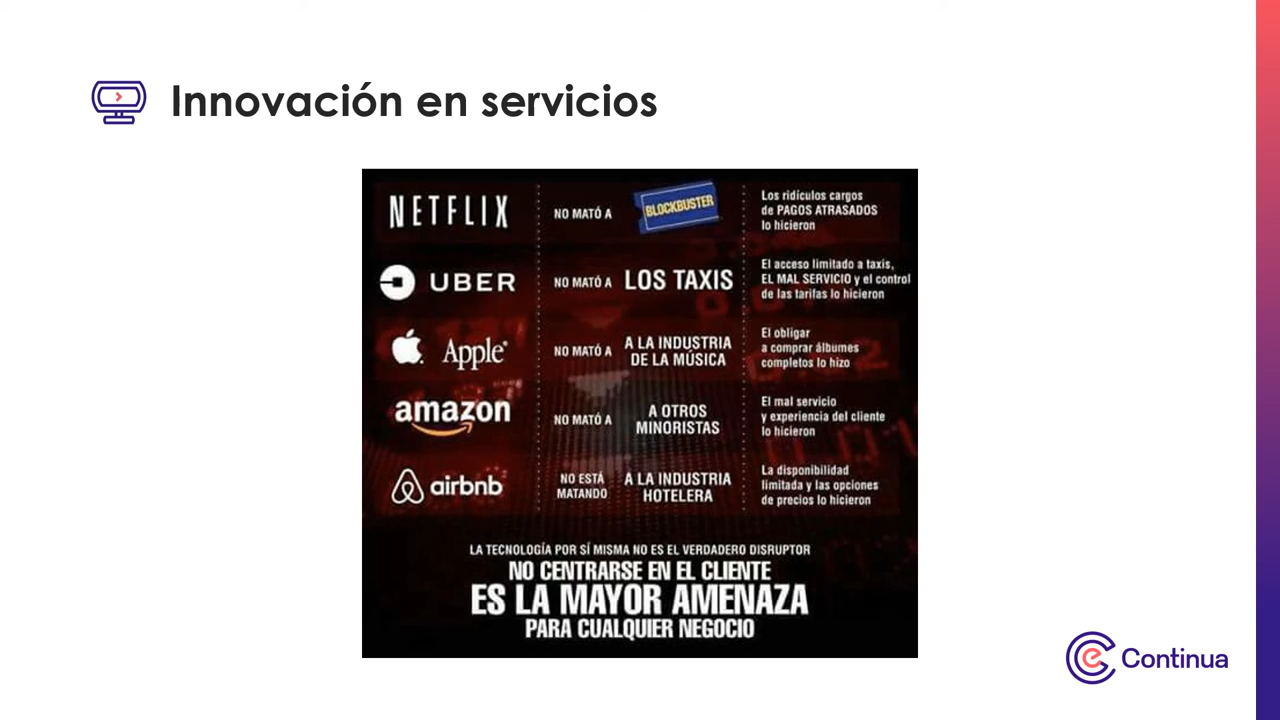 Innovación en servicios
NETFLIX
NO MATÓ A
BLOCKBUSTER
Los ridículos cargos
de PAGOS ATRASADOS
lo hicieron
UBER
NO MATÓ A
LOS TAXIS
El acceso limitado a taxis,
EL MAL SERVICIO y el control
de las tarifas lo hicieron
Apple
NO MATÓ A
A LA INDUSTRIA
DE LA MÚSICA
El obligar
a comprar álbumes
completos lo hizo
amazon
NO MATÓ A
A OTROS
MINORISTAS
El mal servicio
y experiencia del cliente
lo hicieron
airbnb
NO ESTÁ
MATANDO
A LA INDUSTRIA
HOTELERA
La disponibilidad
limitada y las opciones
de precios lo hicieron
LA TECNOLOGÍA POR SÍ MISMA NO ES EL VERDADERO DISRUPTOR
NO CENTRARSE EN EL CLIENTE
ES LA MAYOR AMENAZA
PARA CUALQUIER NEGOCIO
e Continua